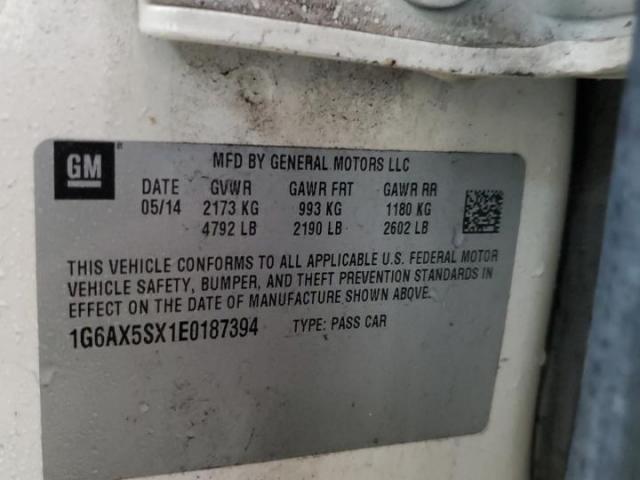 GM
MFD BY GENERAL MOTORS LLC
DATE GVWR GAWR FRT GAWR RR
05/14 2173 KG 993 KG 1180 KG
4792 LB 2190 LB 2602 LB
THIS VEHICLE CONFORMS TO ALL APPLICABLE U.S. FEDERAL MOTOR
VEHICLE SAFETY, BUMPER, AND THEFT PREVENTION STANDARDS IN
EFFECT ON THE DATE OF MANUFACTURE SHOWN ABOVE.
1G6AX5SX1E0187394 TYPE: PASS CAR